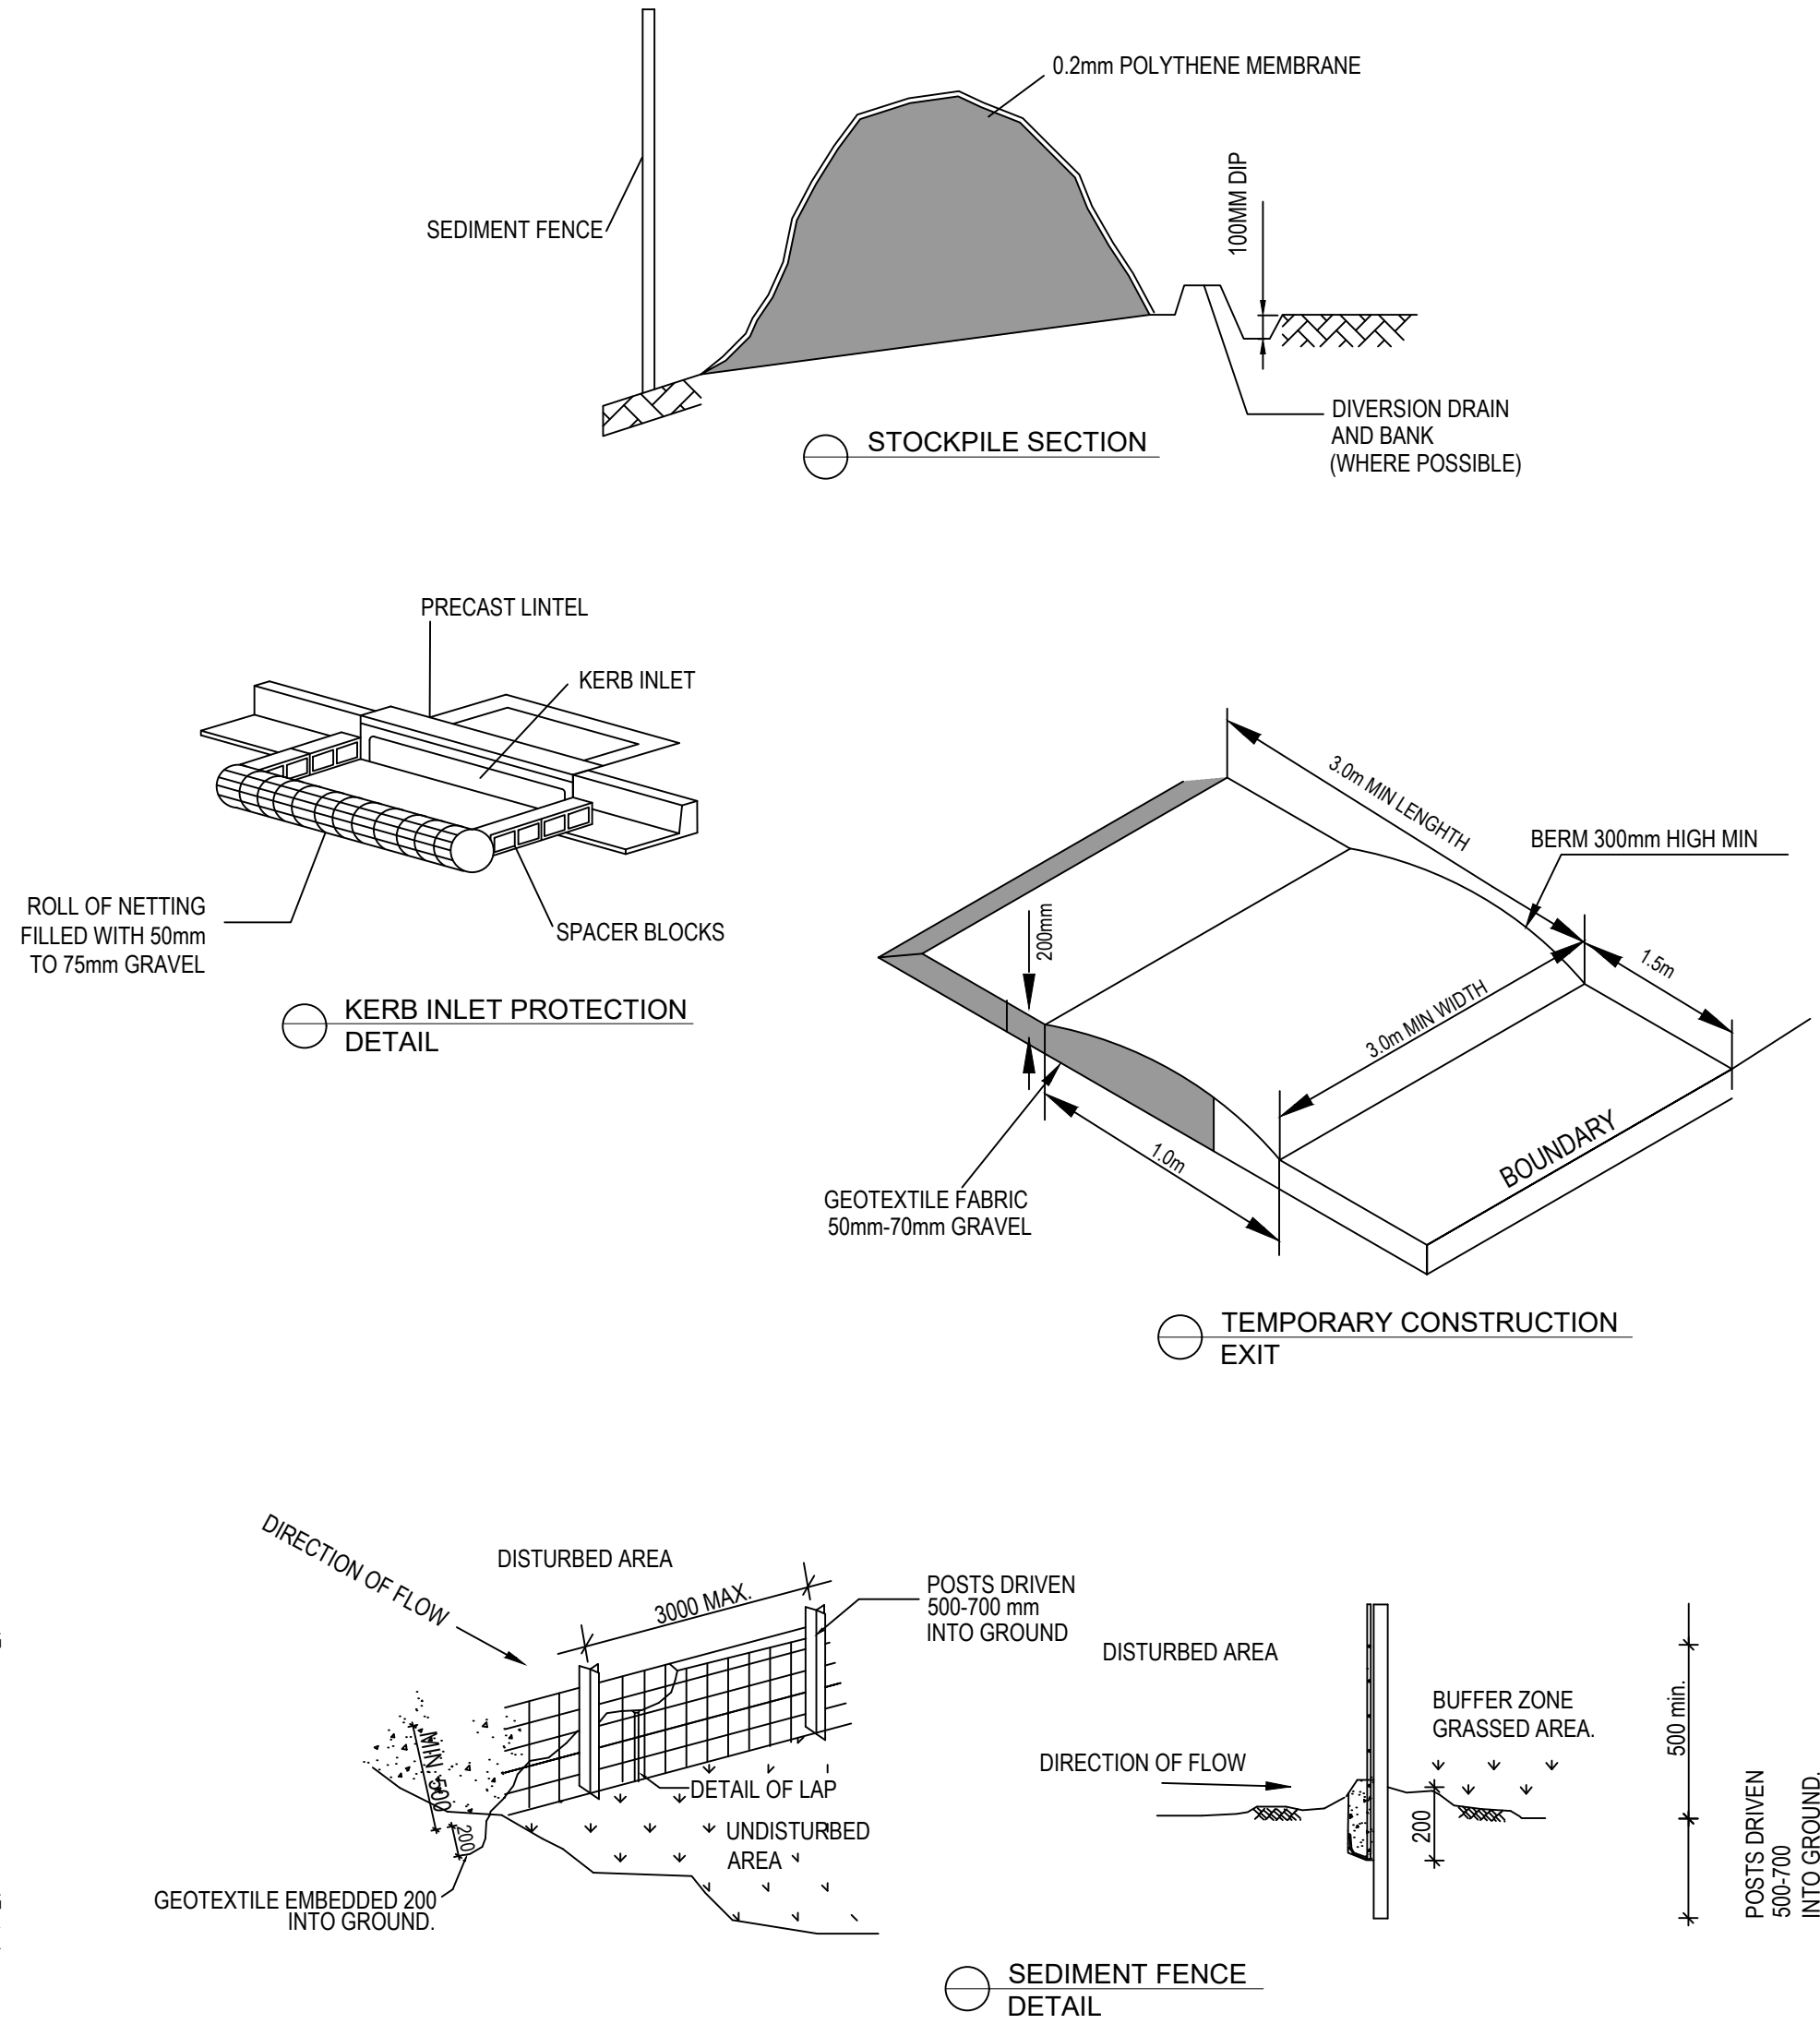 0.2mm POLYTHENE MEMBRANE
SEDIMENT FENCE
100MM DIP
DIVERSION DRAIN
AND BANK
(WHERE POSSIBLE)
STOCKPILE SECTION
PRECAST LINTEL
KERB INLET
ROLL OF NETTING
FILLED WITH 50mm
TO 75mm GRAVEL
SPACER BLOCKS
KERB INLET PROTECTION
DETAIL
3.0m MIN LENGHTH
BERM 300mm HIGH MIN
200mm
1.5m
3.0m MIN WIDTH
1.0m
BOUNDARY
GEOTEXTILE FABRIC
50mm-70mm GRAVEL
TEMPORARY CONSTRUCTION
EXIT
DIRECTION OF FLOW
DISTURBED AREA
3000 MAX.
POSTS DRIVEN
500-700 mm
INTO GROUND
MIN 500
200
DETAIL OF LAP
UNDISTURBED
AREA
GEOTEXTILE EMBEDDED 200
INTO GROUND.
DISTURBED AREA
BUFFER ZONE
GRASSED AREA.
DIRECTION OF FLOW
200
500 min.
POSTS DRIVEN
500-700
INTO GROUND.
SEDIMENT FENCE
DETAIL